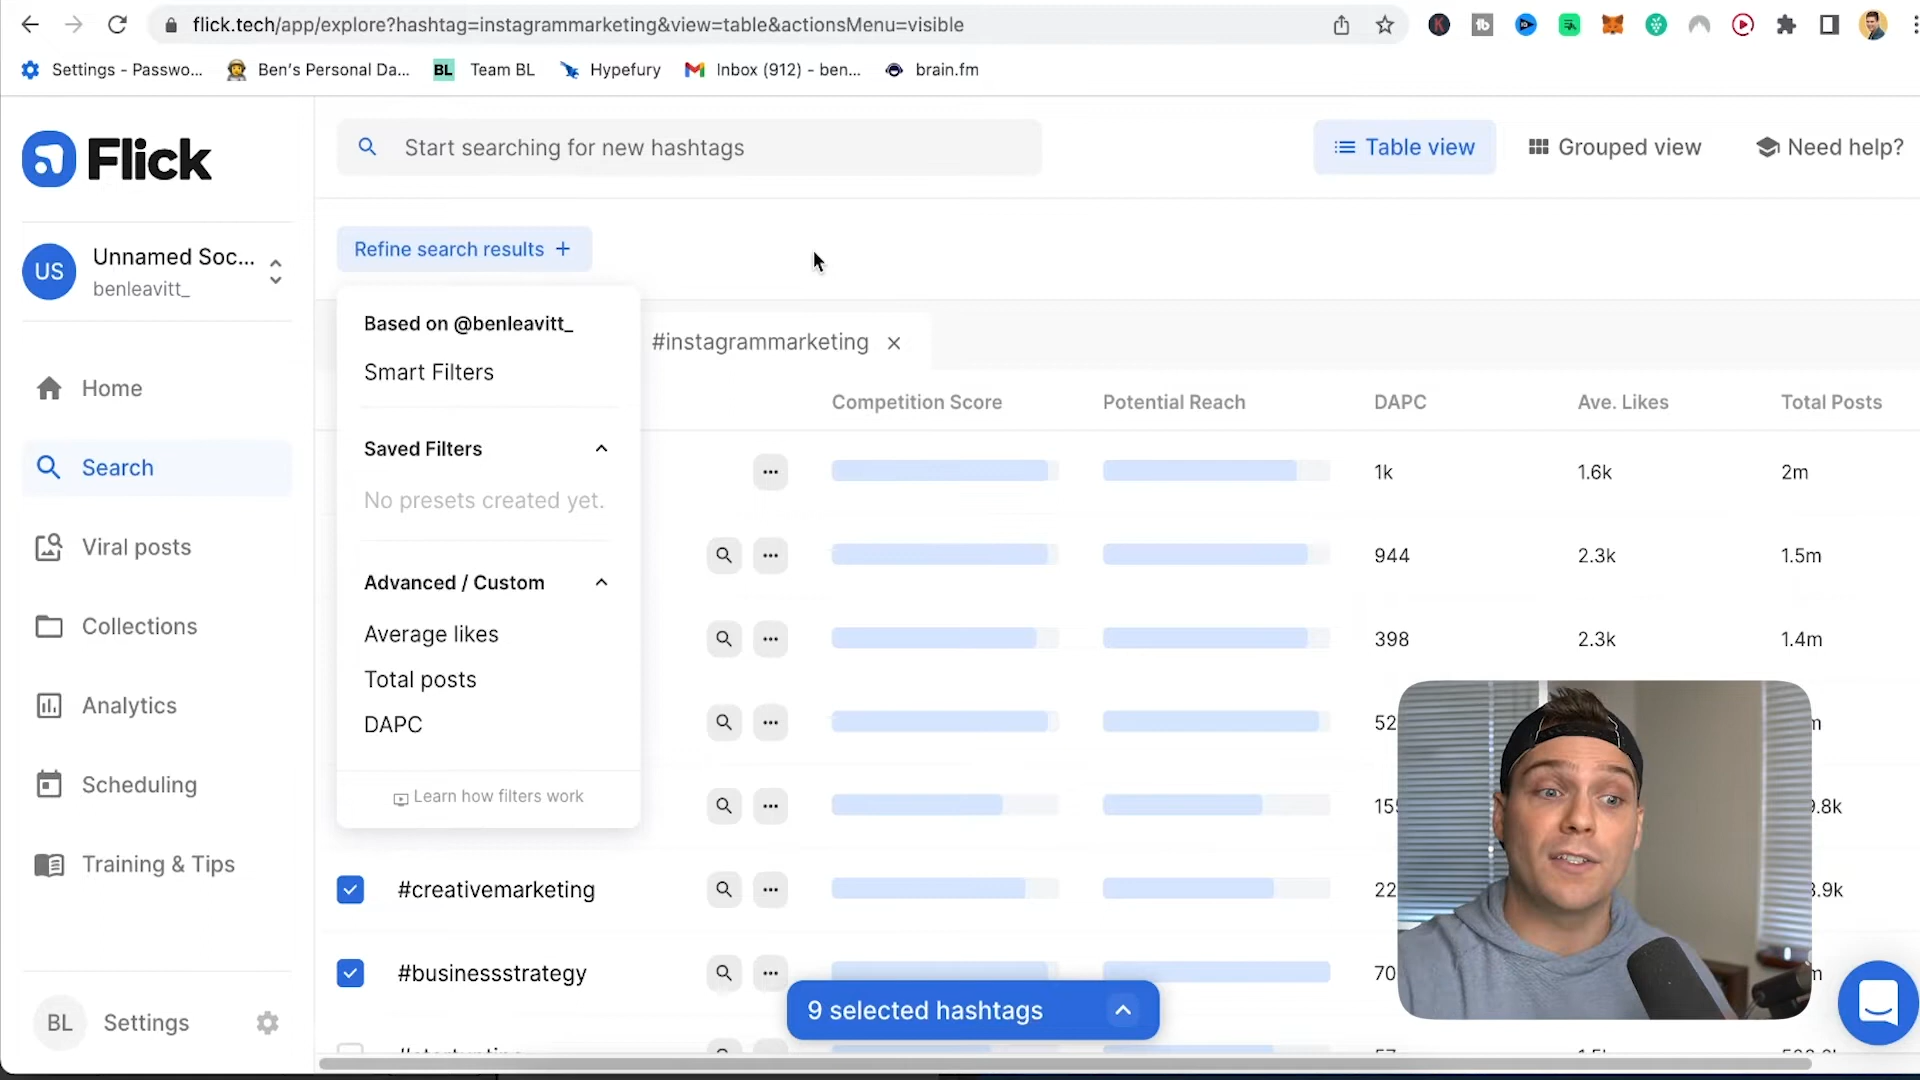 flick.tech/app/explore?hashtag=instagrammarketing&view=table&actionsMenu=visible
Settings - Passwo...
Ben's Personal Da...
BL
Team BL
Hypefury
Inbox (912) - ben...
brain.fm
Flick
Start searching for new hashtags
Table view
Grouped view
Need help?
US
Unnamed Soc...
benleavitt_
Refine search results +
Based on @benleavitt_
Smart Filters
Saved Filters
No presets created yet.
Advanced / Custom
Average likes
Total posts
DAPC
Learn how filters work
Home
Search
Viral posts
Collections
Analytics
Scheduling
Training & Tips
BL
Settings
#instagrammarketing
Competition Score
Potential Reach
DAPC
Ave. Likes
Total Posts
1k
1.6k
2m
944
2.3k
1.5m
398
2.3k
1.4m
#creativemarketing
#businessstrategy
9 selected hashtags